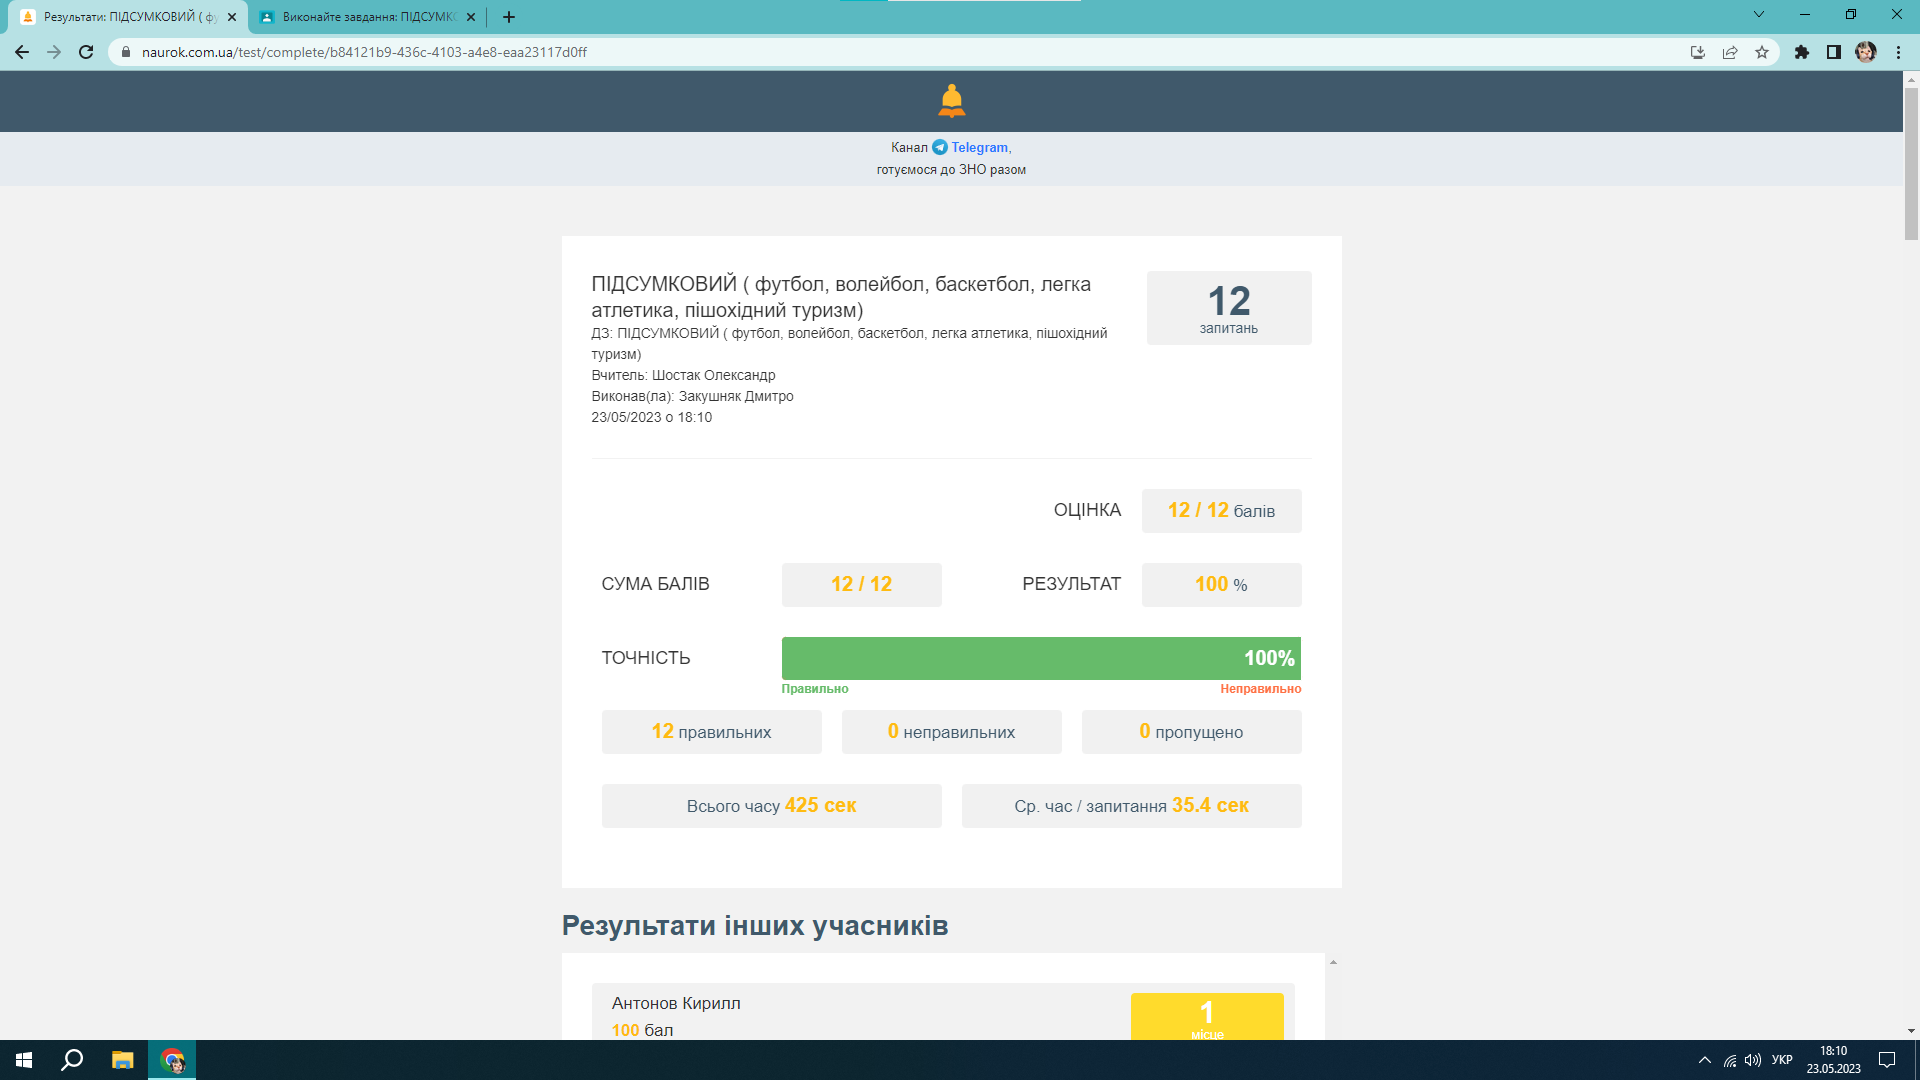 Результати: ПІДСУМКОВИЙ ( фу
Виконайте завдання: ПІДСУМК
naurok.com.ua/test/complete/b84121b9-436c-4103-a4e8-eaa23117d0ff
Канал Telegram,
готуємося до ЗНО разом
ПІДСУМКОВИЙ ( футбол, волейбол, баскетбол, легка
атлетика, пішохідний туризм)
12
запитань
ДЗ: ПІДСУМКОВИЙ ( футбол, волейбол, баскетбол, легка атлетика, пішохідний
туризм)
Вчитель: Шостак Олександр
Виконав(ла): Закушняк Дмитро
23/05/2023 о 18:10
ОЦІНКА 12 / 12 балів
СУМА БАЛІВ 12 / 12 РЕЗУЛЬТАТ 100 %
ТОЧНІСТЬ 100%
Правильно Неправильно
12 правильних 0 неправильних 0 пропущено
Всього часу 425 сек Ср. час / запитання 35.4 сек
Результати інших учасників
Антонов Кирилл
100 бал
1
місце
УКР
18:10
23.05.2023